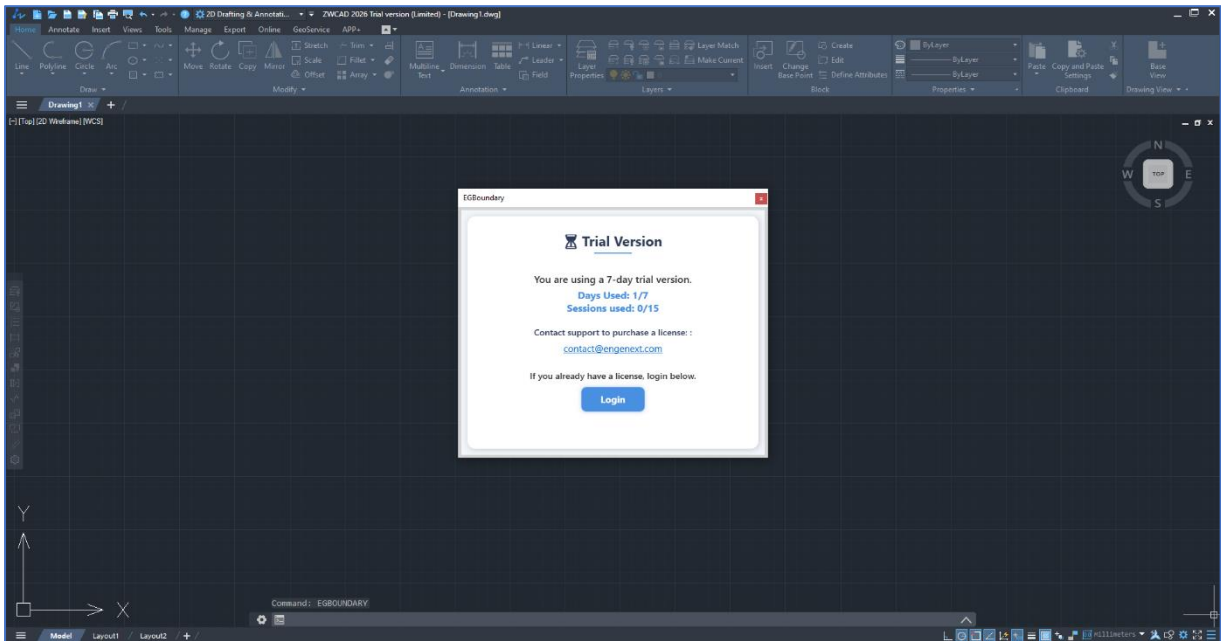 2D Drafting & Annotati... ZWCAD 2026 Trial version (Limited) - [Drawing1.dwg]
Home Annotate Insert Views Tools Manage Export Online GeoService APP+
Stretch Trim Linear Layer Match Create ByLayer
Line Polyline Circle Arc Move Rotate Copy Mirror Scale Fillet Multiline Text Dimension Table Leader Layer Properties Make Current Insert Change Base Point Edit ByLayer Paste Copy and Paste Settings Base View
Offset Array Field Define Attributes ByLayer
Draw Modify Annotation Layers Block Properties Clipboard Drawing View
Drawing1
[-] [Top] [2D Wireframe] [WCS]
N
W TOP E
S
EGBoundary
Trial Version
You are using a 7-day trial version.
Days Used: 1/7
Sessions used: 0/15
Contact support to purchase a license: :
contact@engenext.com
If you already have a license, login below.
Login
Y
X
Command: EGBOUNDARY
Model Layout1 Layout2 + Millimeters